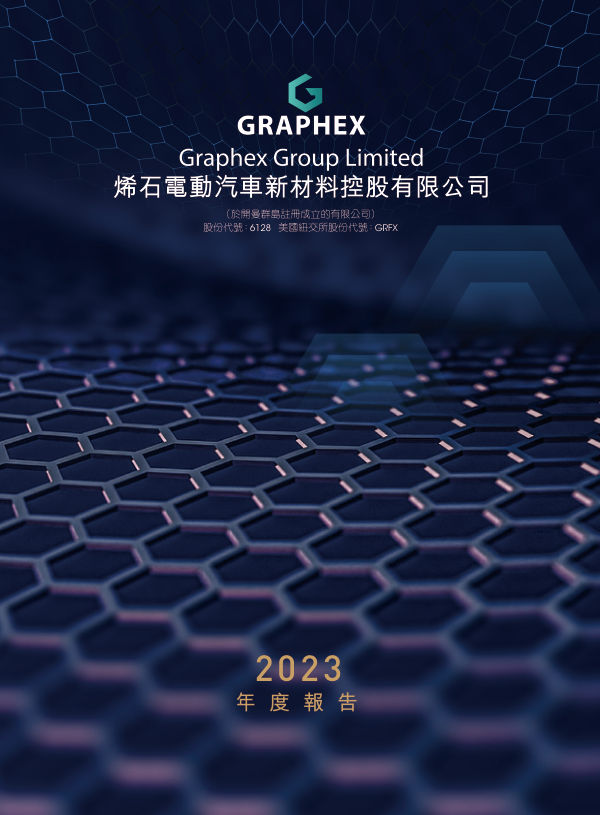 GRAPHEX
Graphex Group Limited
烯石電動汽車新材料控股有限公司
（於開曼群島註冊成立的有限公司）
股份代號：6128 美國紐交所股份代號：GRFX
2023
年度報告